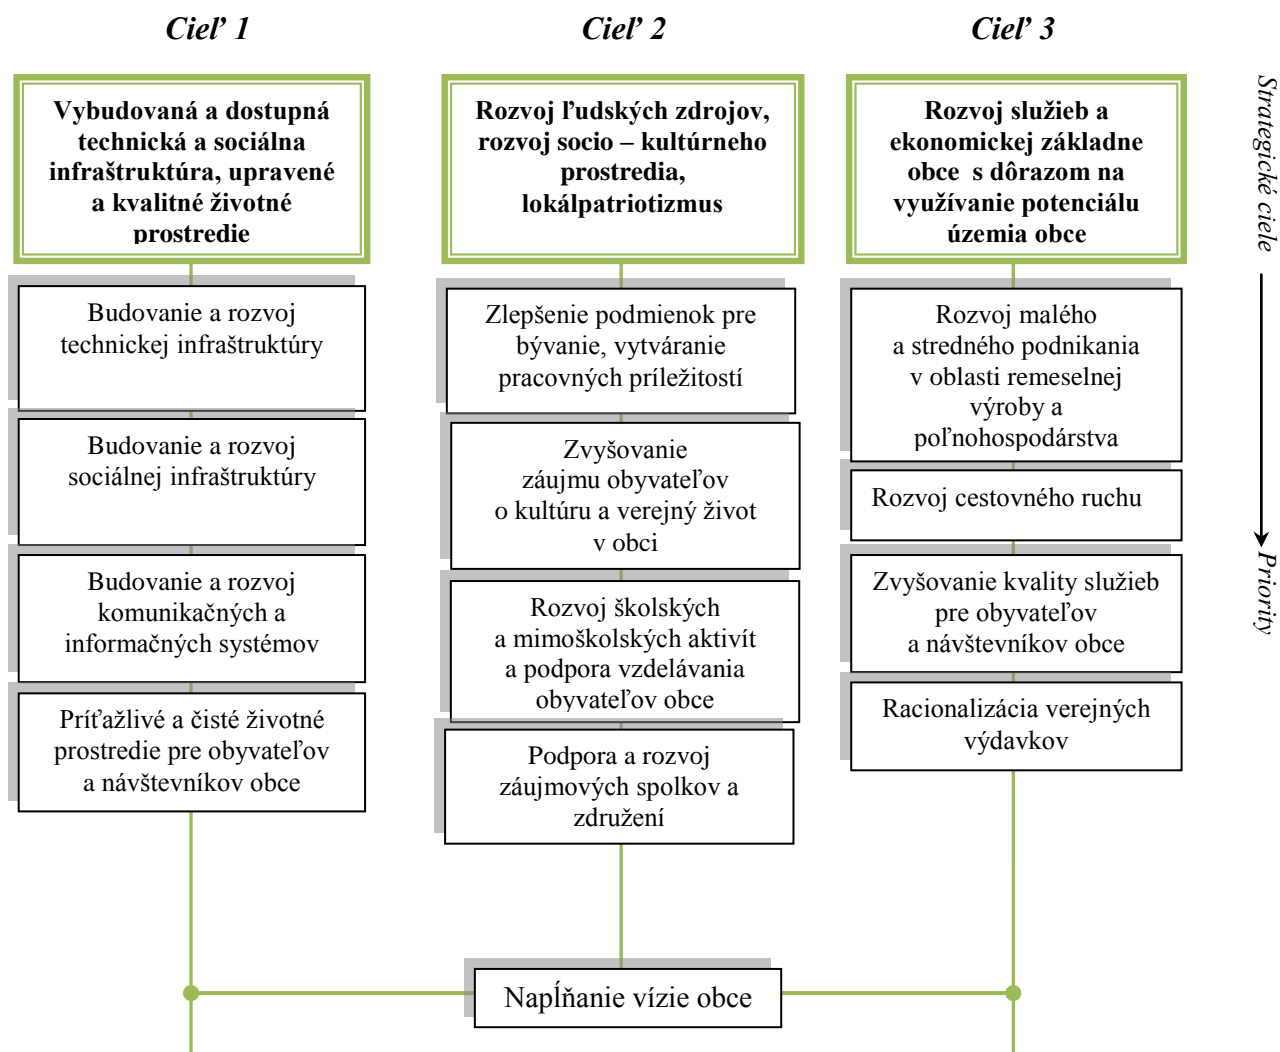 Cieľ 1
Vybudovaná a dostupná
technická a sociálna
infraštruktúra, upravené
a kvalitné životné
prostredie
Budovanie a rozvoj
technickej infraštruktúry
Budovanie a rozvoj
sociálnej infraštruktúry
Budovanie a rozvoj
komunikačných a
informačných systémov
Príťažlivé a čisté životné
prostredie pre obyvateľov
a návštevníkov obce
Cieľ 2
Rozvoj ľudských zdrojov,
rozvoj socio – kultúrneho
prostredia,
lokálpatriotizmus
Zlepšenie podmienok pre
bývanie, vytváranie
pracovných príležitostí
Zvyšovanie
záujmu obyvateľov
o kultúru a verejný život
v obci
Rozvoj školských
a mimoškolských aktivít
a podpora vzdelávania
obyvateľov obce
Podpora a rozvoj
záujmových spolkov a
združení
Cieľ 3
Rozvoj služieb a
ekonomickej základne
obce s dôrazom na
využívanie potenciálu
územia obce
Rozvoj malého
a stredného podnikania
v oblasti remeselnej
výroby a
poľnohospodárstva
Rozvoj cestovného ruchu
Zvyšovanie kvality služieb
pre obyvateľov
a návštevníkov obce
Racionalizácia verejných
výdavkov
Strategické ciele
Priority
Napĺňanie vízie obce